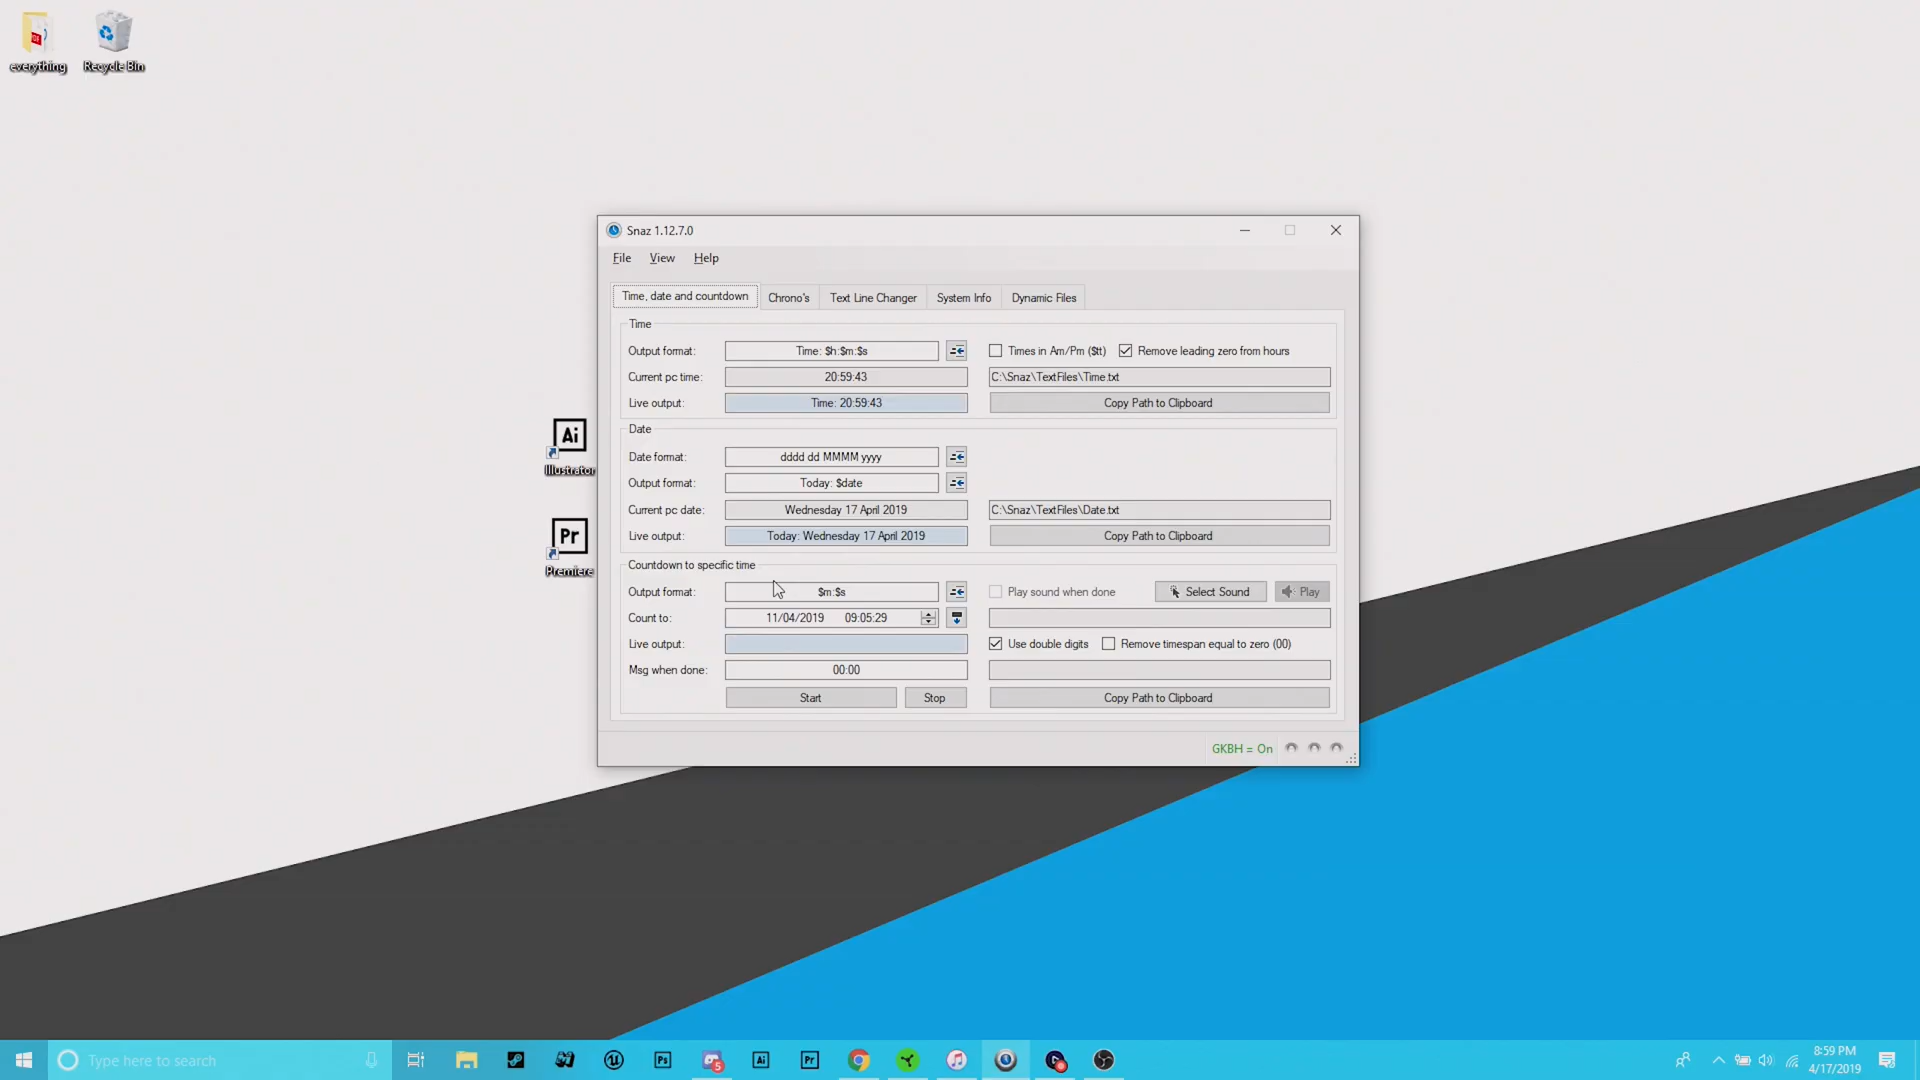 everything
Recycle Bin
Snaz 1.12.7.0
File View Help
Time, date and countdown Chrono's Text Line Changer System Info Dynamic Files
Time
Output format: Time: $h:$m:$s Times in Am/Pm ($tt) Remove leading zero from hours
Current pc time: 20:59:43 C:\Snaz\TextFiles\Time.txt
Live output: Time: 20:59:43 Copy Path to Clipboard
Date
Date format: dddd dd MMMM yyyy
Output format: Today: $date
Current pc date: Wednesday 17 April 2019 C:\Snaz\TextFiles\Date.txt
Live output: Today: Wednesday 17 April 2019 Copy Path to Clipboard
Countdown to specific time
Output format: $m:$s Play sound when done Select Sound Play
Count to: 11/04/2019 09:05:29
Live output: Use double digits Remove timespan equal to zero (00)
Msg when done: 00:00
Start Stop Copy Path to Clipboard
GKBH = On
Ai
Illustrator
Pr
Premiere
Type here to search
Ps
5
Ai
Pr
8:59 PM
4/17/2019